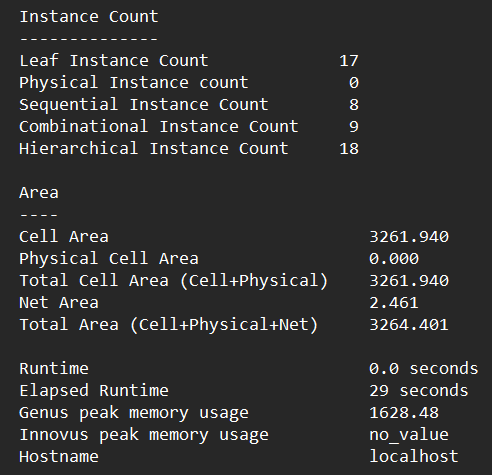 Instance Count
--------------
Leaf Instance Count 17
Physical Instance count 0
Sequential Instance Count 8
Combinational Instance Count 9
Hierarchical Instance Count 18
Area
----
Cell Area 3261.940
Physical Cell Area 0.000
Total Cell Area (Cell+Physical) 3261.940
Net Area 2.461
Total Area (Cell+Physical+Net) 3264.401
Runtime 0.0 seconds
Elapsed Runtime 29 seconds
Genus peak memory usage 1628.48
Innovus peak memory usage no_value
Hostname localhost